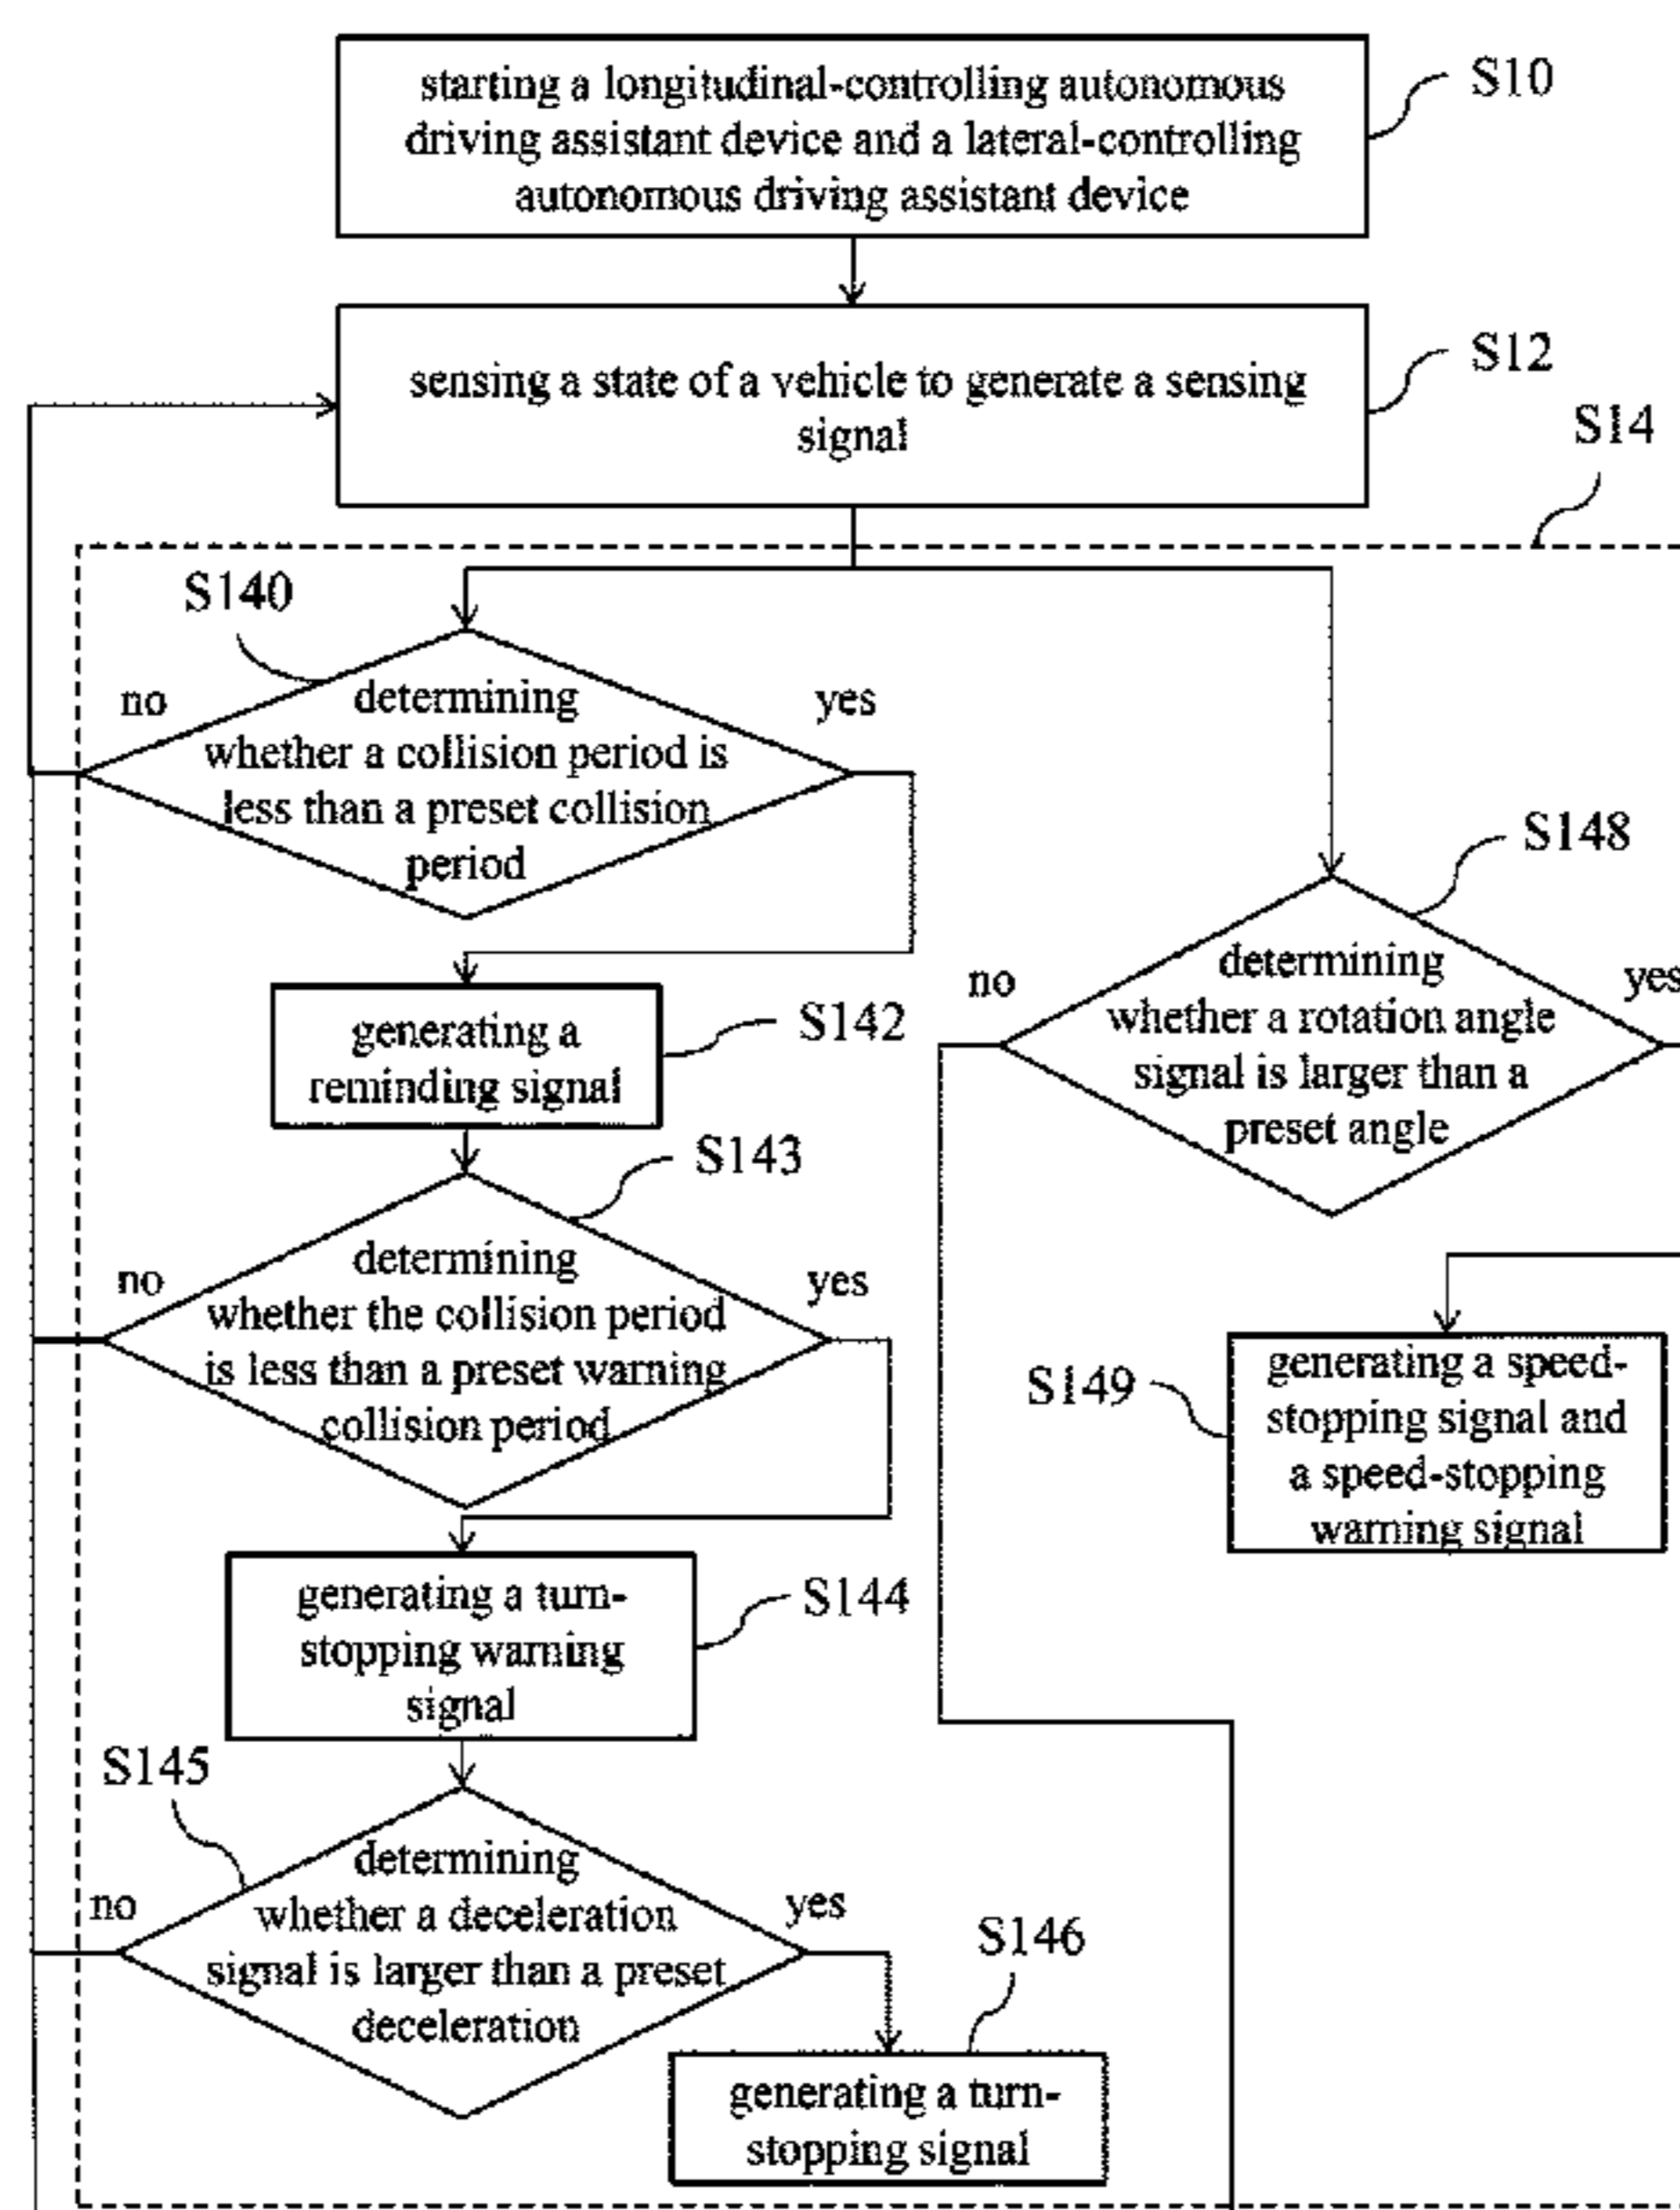 starting a longitudinal-controlling autonomous
driving assistant device and a lateral-controlling
autonomous driving assistant device
S10
sensing a state of a vehicle to generate a sensing
signal
S12
S14
S140
no
yes
determining
whether a collision period is
less than a preset collision
period
generating a
reminding signal
S142
S143
no
yes
determining
whether the collision period
is less than a preset warning
collision period
generating a turn-
stopping warning
signal
S144
S145
no
yes
determining
whether a deceleration
signal is larger than a preset
deceleration
S146
generating a turn-
stopping signal
S148
no
yes
determining
whether a rotation angle
signal is larger than a
preset angle
S149
generating a speed-
stopping signal and
a speed-stopping
warning signal